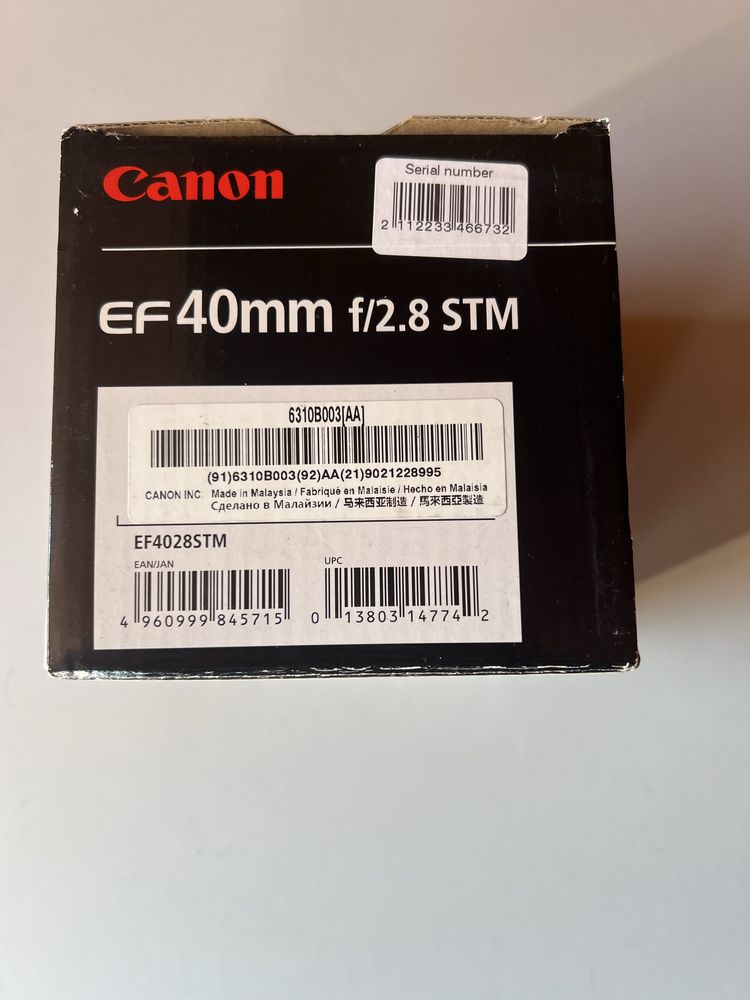 Canon
Serial number
2 112233 466732
EF40mm f/2.8 STM
6310B003[AA]
(91)6310B003(92)AA(21)9021228995
CANON INC. Made in Malaysia / Fabriqué en Malaisie / Hecho en Malaisia
Сделано в Малайзии / 马来西亚制造 / 馬來西亞製造
EF4028STM
EAN/JAN
UPC
4 960999 845715
0 13803 14774 2